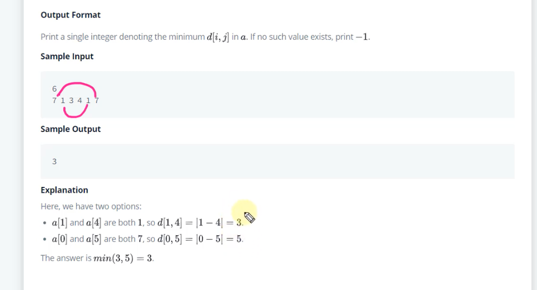 Output Format
Print a single integer denoting the minimum d[i, j] in a. If no such value exists, print −1.
Sample Input
6
7 1 3 4 1 7
Sample Output
3
Explanation
Here, we have two options:
• a[1] and a[4] are both 1, so d[1, 4] = |1 − 4| = 3.
• a[0] and a[5] are both 7, so d[0, 5] = |0 − 5| = 5.
The answer is min(3, 5) = 3.